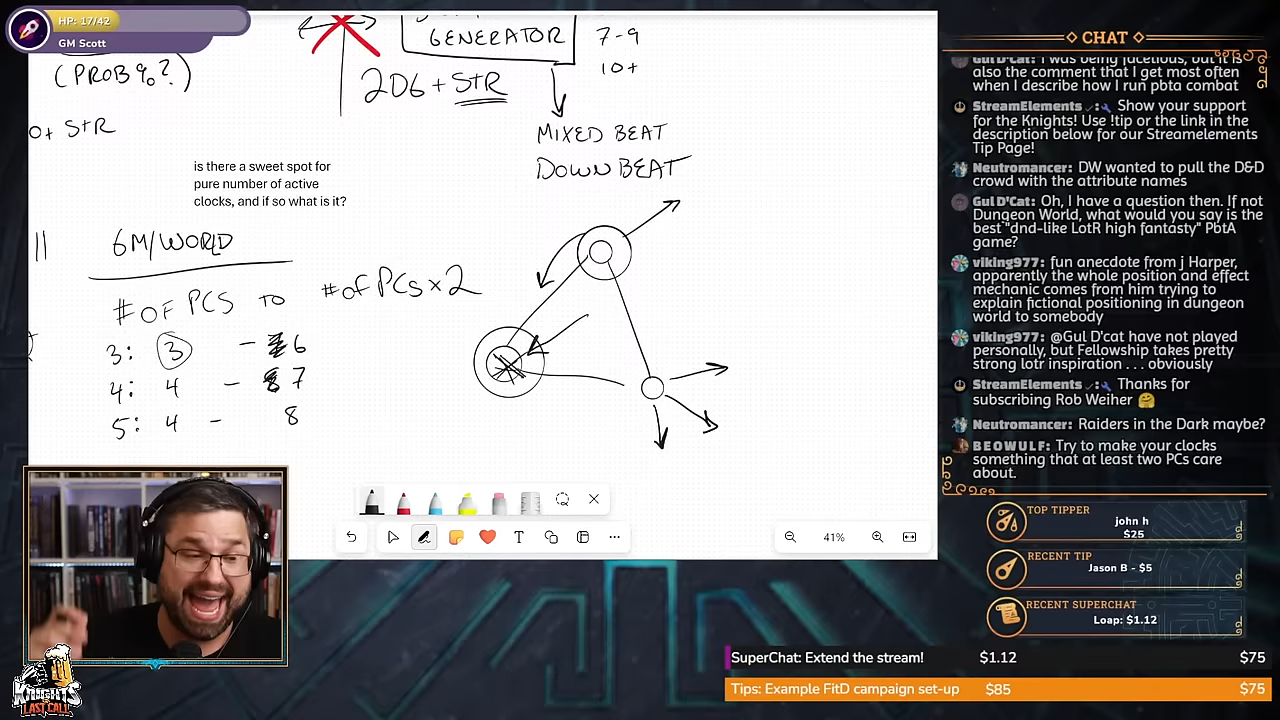 HP: 17/42
GM Scott
(PROB %?)
GENERATOR
7-9
10+
2D6 + STR
MIXED BEAT
DOWNBEAT
is there a sweet spot for
pure number of active
clocks, and if so what is it?
GM/WORLD
# OF PCS TO # OF PCs x 2
3: 3 - 6
4: 4 - 7
5: 4 - 8
41%
KNIGHTS
LAST CALL
CHAT
Gul D'Cat: I was being facetious, but it is
also the comment that I get most often
when I describe how I run pbta
combat
StreamElements: Show your support
for the Knights! Use !tip or the link in
the description below for our Streamelements
Tip Page!
Neutromancer: DW wanted to pull the D&D
crowd with the attribute names
Gul D'Cat: Oh, I have a question then. If not
Dungeon World, what would you say is the
best "dnd-like LotR high fantasty" PbtA
game?
viking977: fun anecdote from j Harper,
apparently the whole position and effect
mechanic comes from him trying to
explain fictional positioning in dungeon
world to somebody
viking977: @Gul D'cat have not played
personally, but Fellowship takes pretty
strong lotr inspiration . . . obviously
StreamElements: Thanks for
subscribing Rob Weiher 🤗
Neutromancer: Raiders in the Dark maybe?
BEOWULF: Try to make your clocks
something that at least two PCs care
about.
TOP TIPPER
john h
$25
RECENT TIP
Jason B - $5
RECENT SUPERCHAT
Loap: $1.12
SuperChat: Extend the stream! $1.12 $75
Tips: Example FitD campaign set-up $85 $75